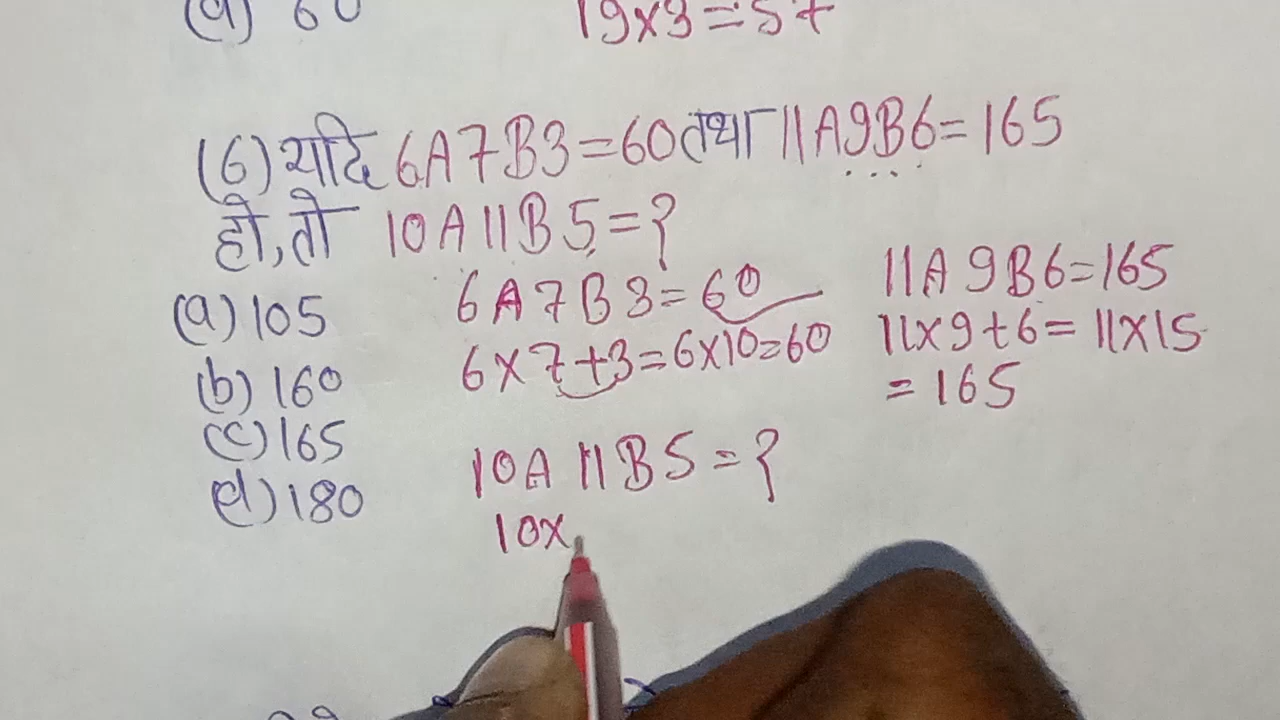 (d) 60
19x3=57
(6) यदि 6A7B3=60 तथा 11A9B6=165
हो, तो 10A11B5=?
(a) 105
(b) 160
(c) 165
(d) 180
6A7B3=60
6x7+3=6x10=60
11A9B6=165
11x9+6=11x15
=165
10A11B5=?
10x